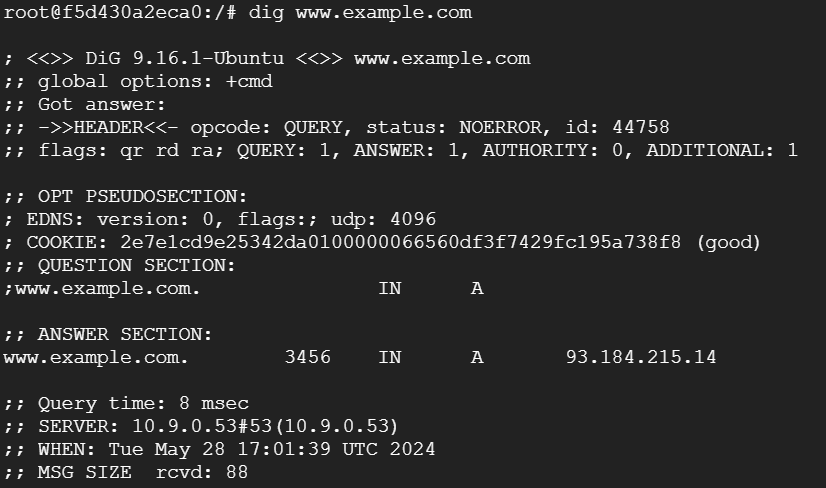 root@f5d430a2eca0:/# dig www.example.com
; <<>> DiG 9.16.1-Ubuntu <<>> www.example.com
;; global options: +cmd
;; Got answer:
;; ->>HEADER<<- opcode: QUERY, status: NOERROR, id: 44758
;; flags: qr rd ra; QUERY: 1, ANSWER: 1, AUTHORITY: 0, ADDITIONAL: 1
;; OPT PSEUDOSECTION:
; EDNS: version: 0, flags:; udp: 4096
; COOKIE: 2e7e1cd9e25342da0100000066560df3f7429fc195a738f8 (good)
;; QUESTION SECTION:
;www.example.com. IN A
;; ANSWER SECTION:
www.example.com. 3456 IN A 93.184.215.14
;; Query time: 8 msec
;; SERVER: 10.9.0.53#53(10.9.0.53)
;; WHEN: Tue May 28 17:01:39 UTC 2024
;; MSG SIZE rcvd: 88